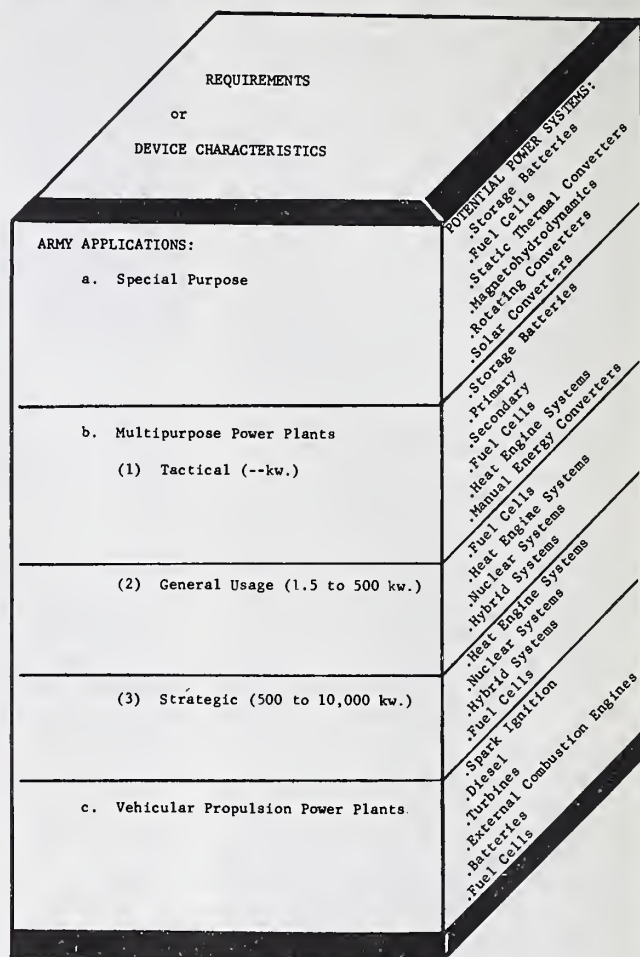 REQUIREMENTS
or
DEVICE CHARACTERISTICS
ARMY APPLICATIONS:
a. Special Purpose
b. Multipurpose Power Plants
(1) Tactical (--kw.)
(2) General Usage (1.5 to 500 kw.)
(3) Strategic (500 to 10,000 kw.)
c. Vehicular Propulsion Power Plants
POTENTIAL POWER SYSTEMS:
.Storage Batteries
.Fuel Cells
.Static Thermal Converters
.Magnetohydrodynamics
.Rotating Converters
.Solar Converters
.Storage Batteries
.Primary
.Secondary
.Fuel Cells
.Heat Engine Systems
.Manual Energy Converters
.Fuel Cells
.Heat Engine Systems
.Nuclear Systems
.Hybrid Systems
.Heat Engine Systems
.Nuclear Systems
.Hybrid Systems
.Fuel Cells
.Spark Ignition
.Diesel
.Turbines
.External Combustion Engines
.Batteries
.Fuel Cells